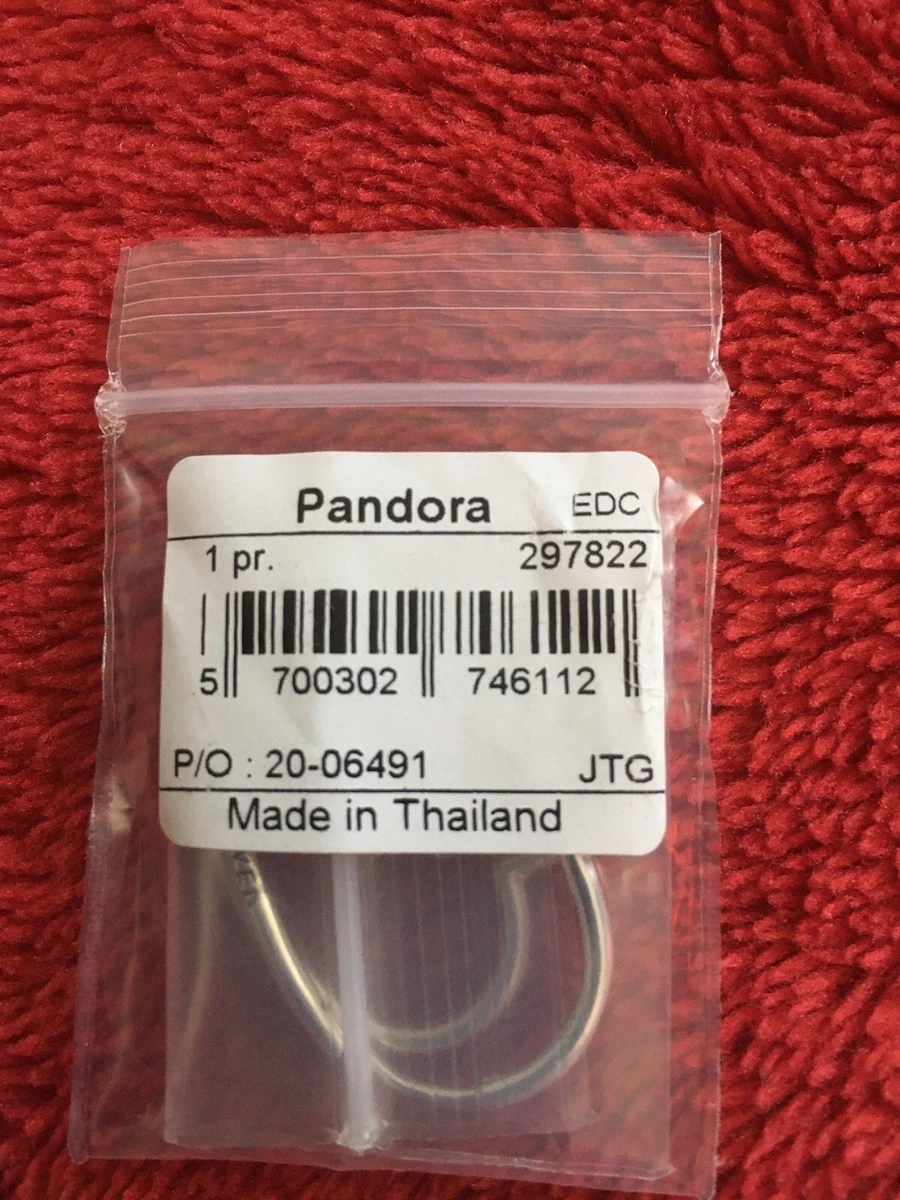 Pandora EDC
1 pr. 297822
5 700302 746112
P/O : 20-06491 JTG
Made in Thailand